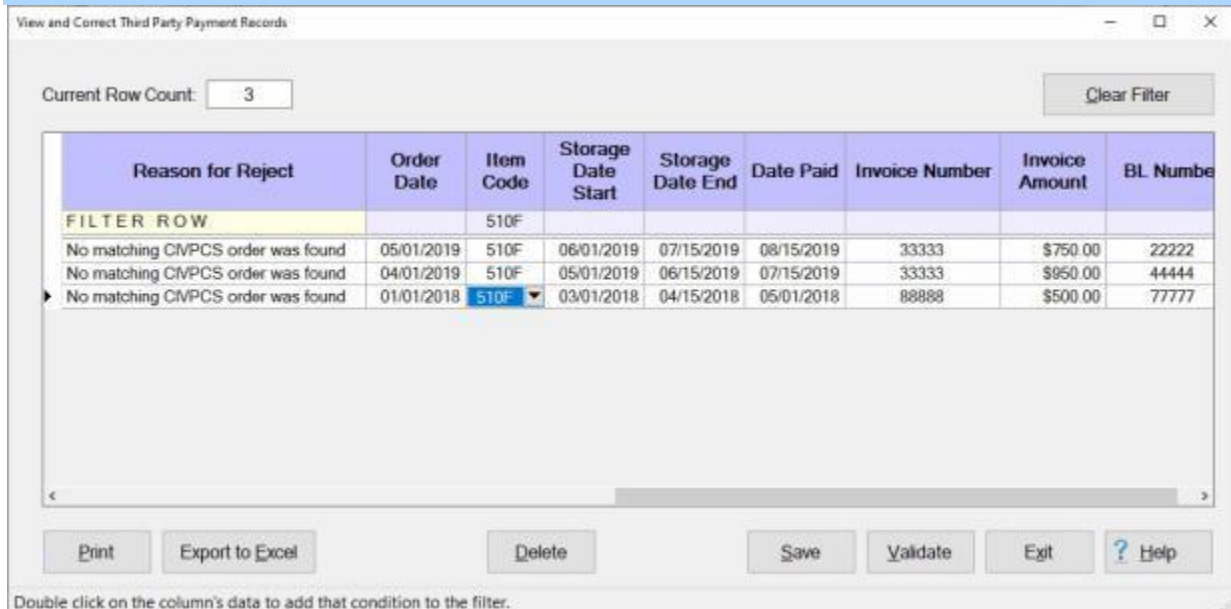 View and Correct Third Party Payment Records
Current Row Count: 3 Clear Filter
Reason for Reject Order Date Item Code Storage Date Start Storage Date End Date Paid Invoice Number Invoice Amount BL Numbe
FILTER ROW 510F
No matching CIVPCS order was found 05/01/2019 510F 06/01/2019 07/15/2019 08/15/2019 33333 $750.00 22222
No matching CIVPCS order was found 04/01/2019 510F 05/01/2019 06/15/2019 07/15/2019 33333 $950.00 44444
No matching CIVPCS order was found 01/01/2018 510F 03/01/2018 04/15/2018 05/01/2018 88888 $500.00 77777
Print Export to Excel Delete Save Validate Exit ? Help
Double click on the column's data to add that condition to the filter.